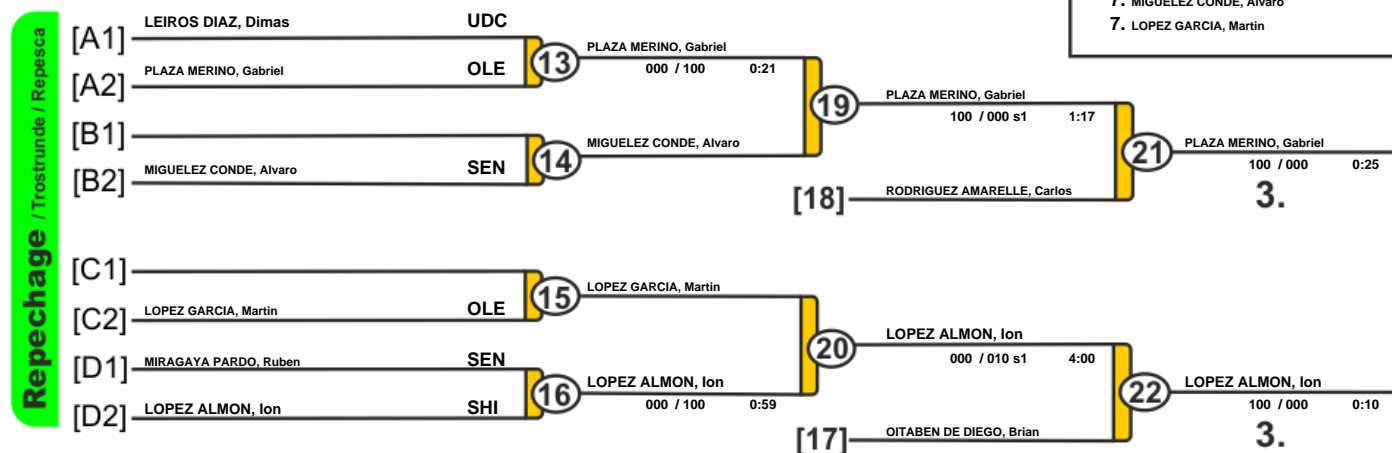 7. MIGUELEZ CONDE, Alvaro
7. LOPEZ GARCIA, Martin
Repechage / Trostrunde / Repesca
[A1] LEIROS DIAZ, Dimas UDC
[A2] PLAZA MERINO, Gabriel OLE
13 PLAZA MERINO, Gabriel
000 / 100 0:21
[B1]
[B2] MIGUELEZ CONDE, Alvaro SEN
14 MIGUELEZ CONDE, Alvaro
19 PLAZA MERINO, Gabriel
100 / 000 s1 1:17
[18] RODRIGUEZ AMARELLE, Carlos
21 PLAZA MERINO, Gabriel
100 / 000 0:25
3.
[C1]
[C2] LOPEZ GARCIA, Martin OLE
15 LOPEZ GARCIA, Martin
[D1] MIRAGAYA PARDO, Ruben SEN
[D2] LOPEZ ALMON, Ion SHI
16 LOPEZ ALMON, Ion
000 / 100 0:59
20 LOPEZ ALMON, Ion
000 / 010 s1 4:00
[17] OITABEN DE DIEGO, Brian
22 LOPEZ ALMON, Ion
100 / 000 0:10
3.